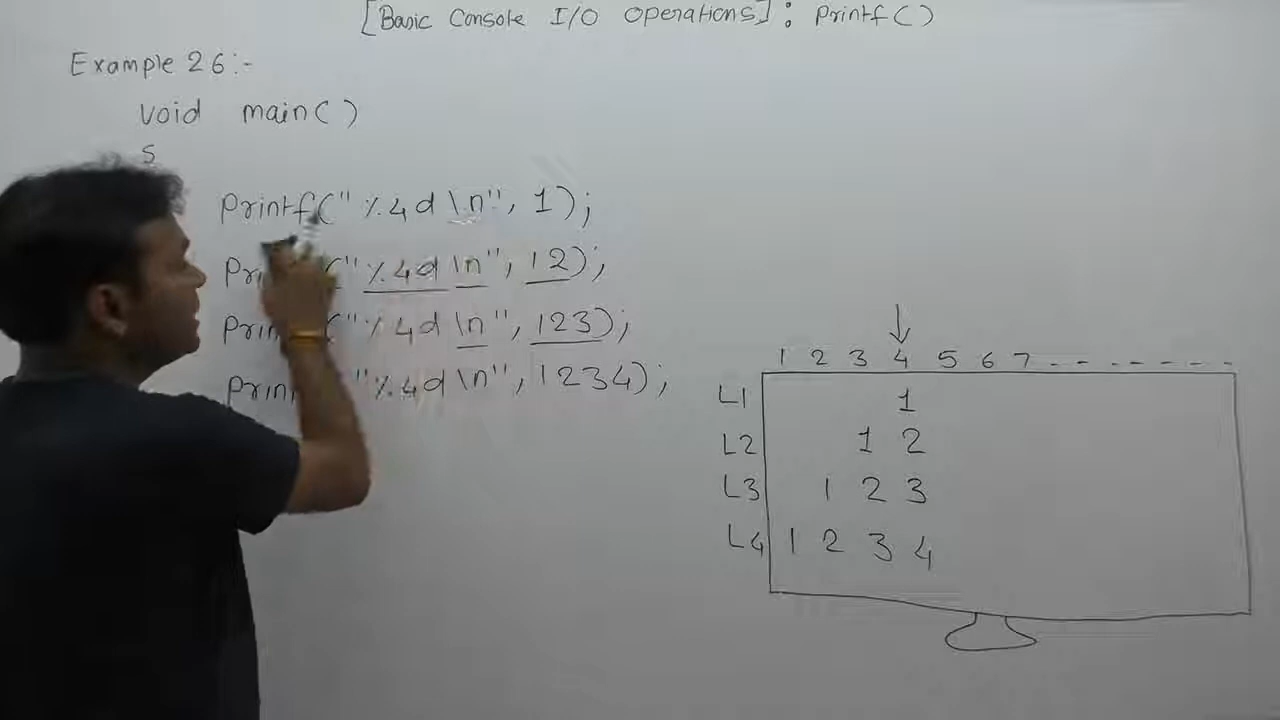 [Basic Console I/O Operations] : Printf()
Example 26:-
void main()
{
Printf("%4d\n", 1);
("%4d\n", 12);
("%4d\n", 123);
"%4d\n", 1234);
1 2 3 4 5 6 7 - - - - - -
L1 1
L2 1 2
L3 1 2 3
L4 1 2 3 4